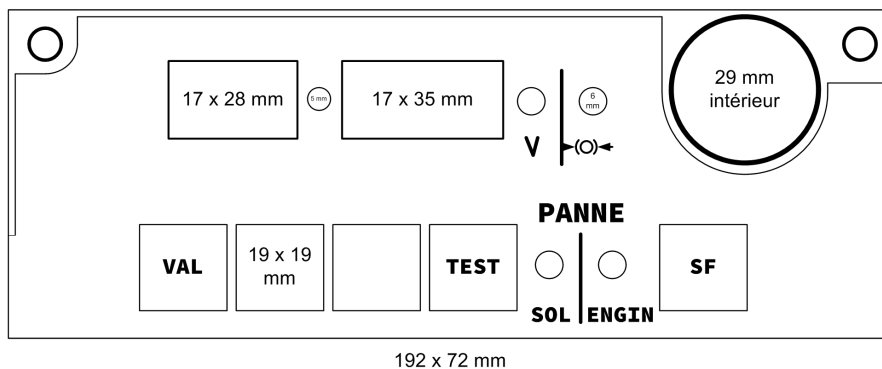 29 mm
intérieur
17 x 28 mm
5 mm
17 x 35 mm
6
mm
V
PANNE
VAL
19 x 19
mm
TEST
SF
SOL
ENGIN
192 x 72 mm